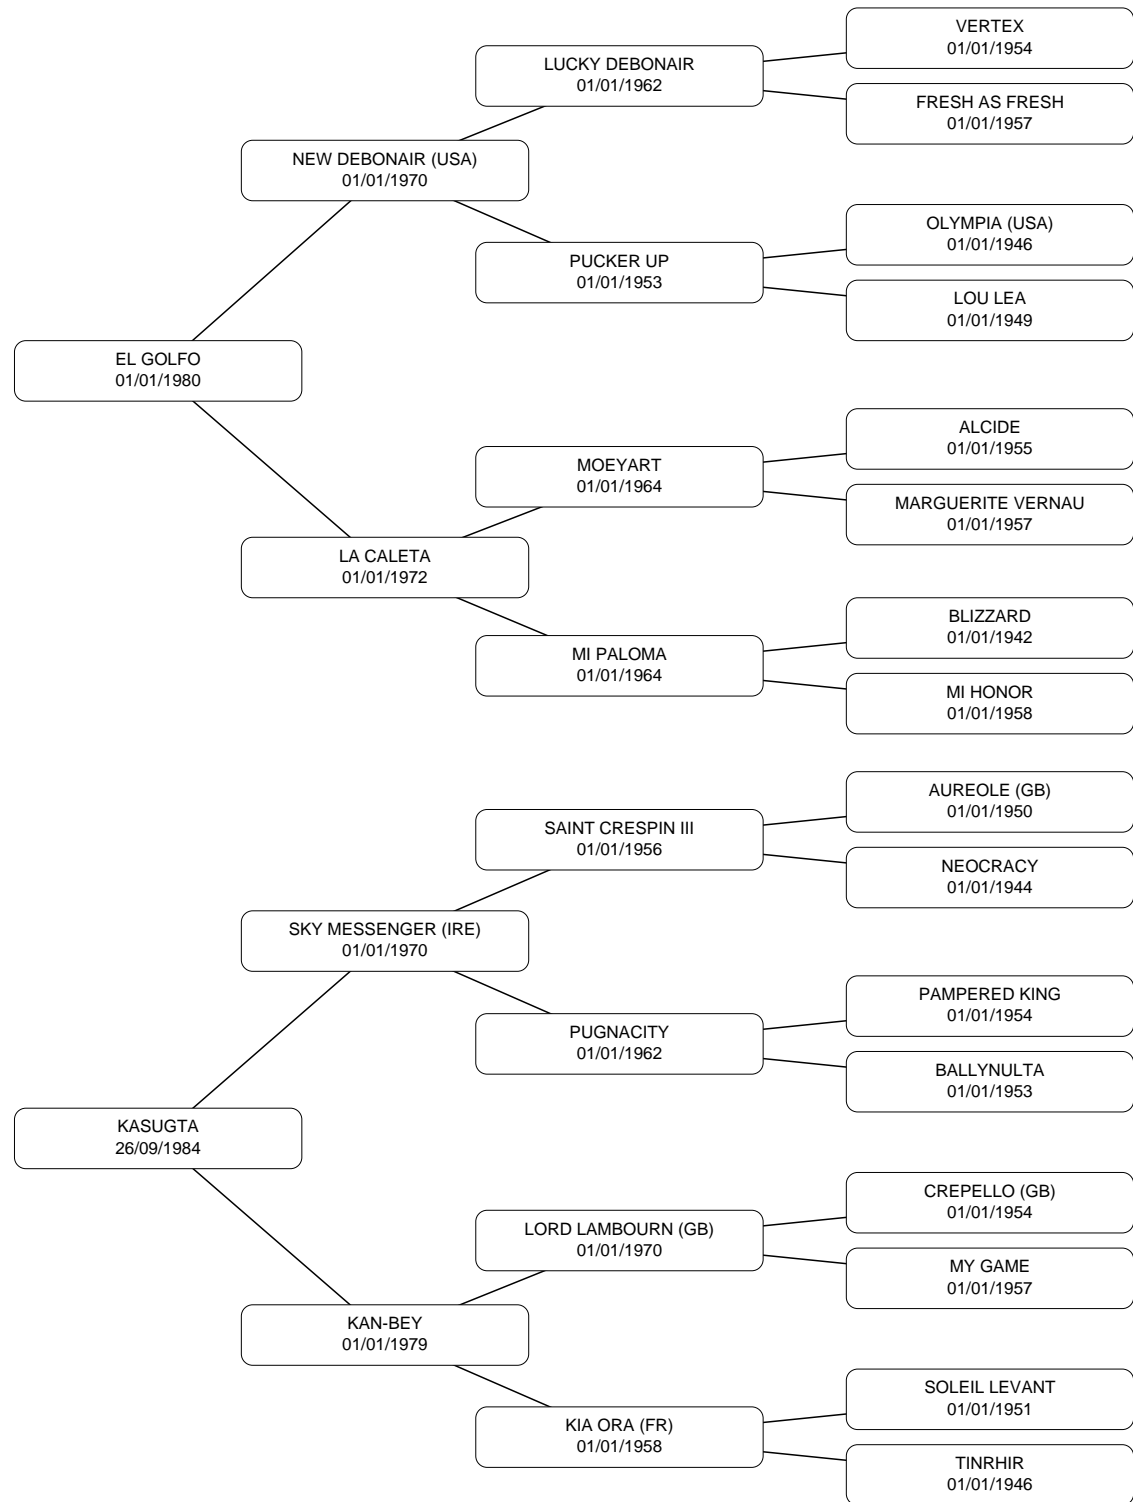 VERTEX
01/01/1954
LUCKY DEBONAIR
01/01/1962
FRESH AS FRESH
01/01/1957
NEW DEBONAIR (USA)
01/01/1970
OLYMPIA (USA)
01/01/1946
PUCKER UP
01/01/1953
LOU LEA
01/01/1949
EL GOLFO
01/01/1980
ALCIDE
01/01/1955
MOEYART
01/01/1964
MARGUERITE VERNAU
01/01/1957
LA CALETA
01/01/1972
BLIZZARD
01/01/1942
MI PALOMA
01/01/1964
MI HONOR
01/01/1958
AUREOLE (GB)
01/01/1950
SAINT CRESPIN III
01/01/1956
NEOCRACY
01/01/1944
SKY MESSENGER (IRE)
01/01/1970
PAMPERED KING
01/01/1954
PUGNACITY
01/01/1962
BALLYNULTA
01/01/1953
KASUGTA
26/09/1984
CREPELLO (GB)
01/01/1954
LORD LAMBOURN (GB)
01/01/1970
MY GAME
01/01/1957
KAN-BEY
01/01/1979
SOLEIL LEVANT
01/01/1951
KIA ORA (FR)
01/01/1958
TINRHIR
01/01/1946